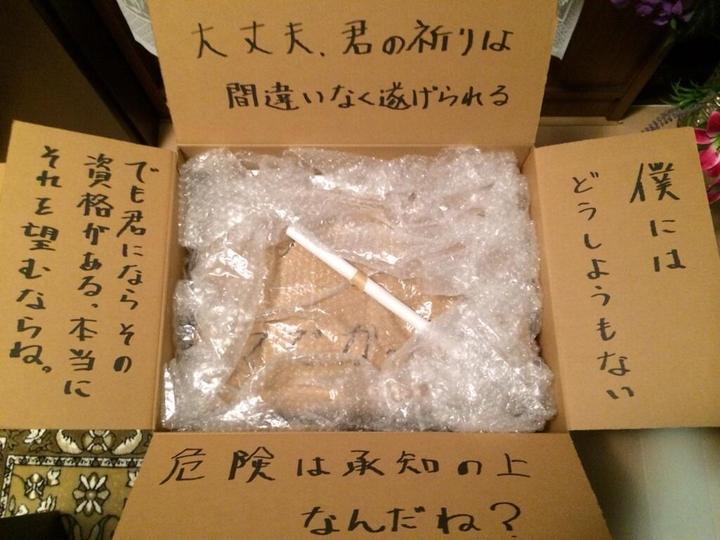 大丈夫、君の祈りは
間違いなく遂げられる
僕には
どうしようもない
でも君にならその
資格がある、本当に
それを望むならね。
危険は承知の上
なんだね?